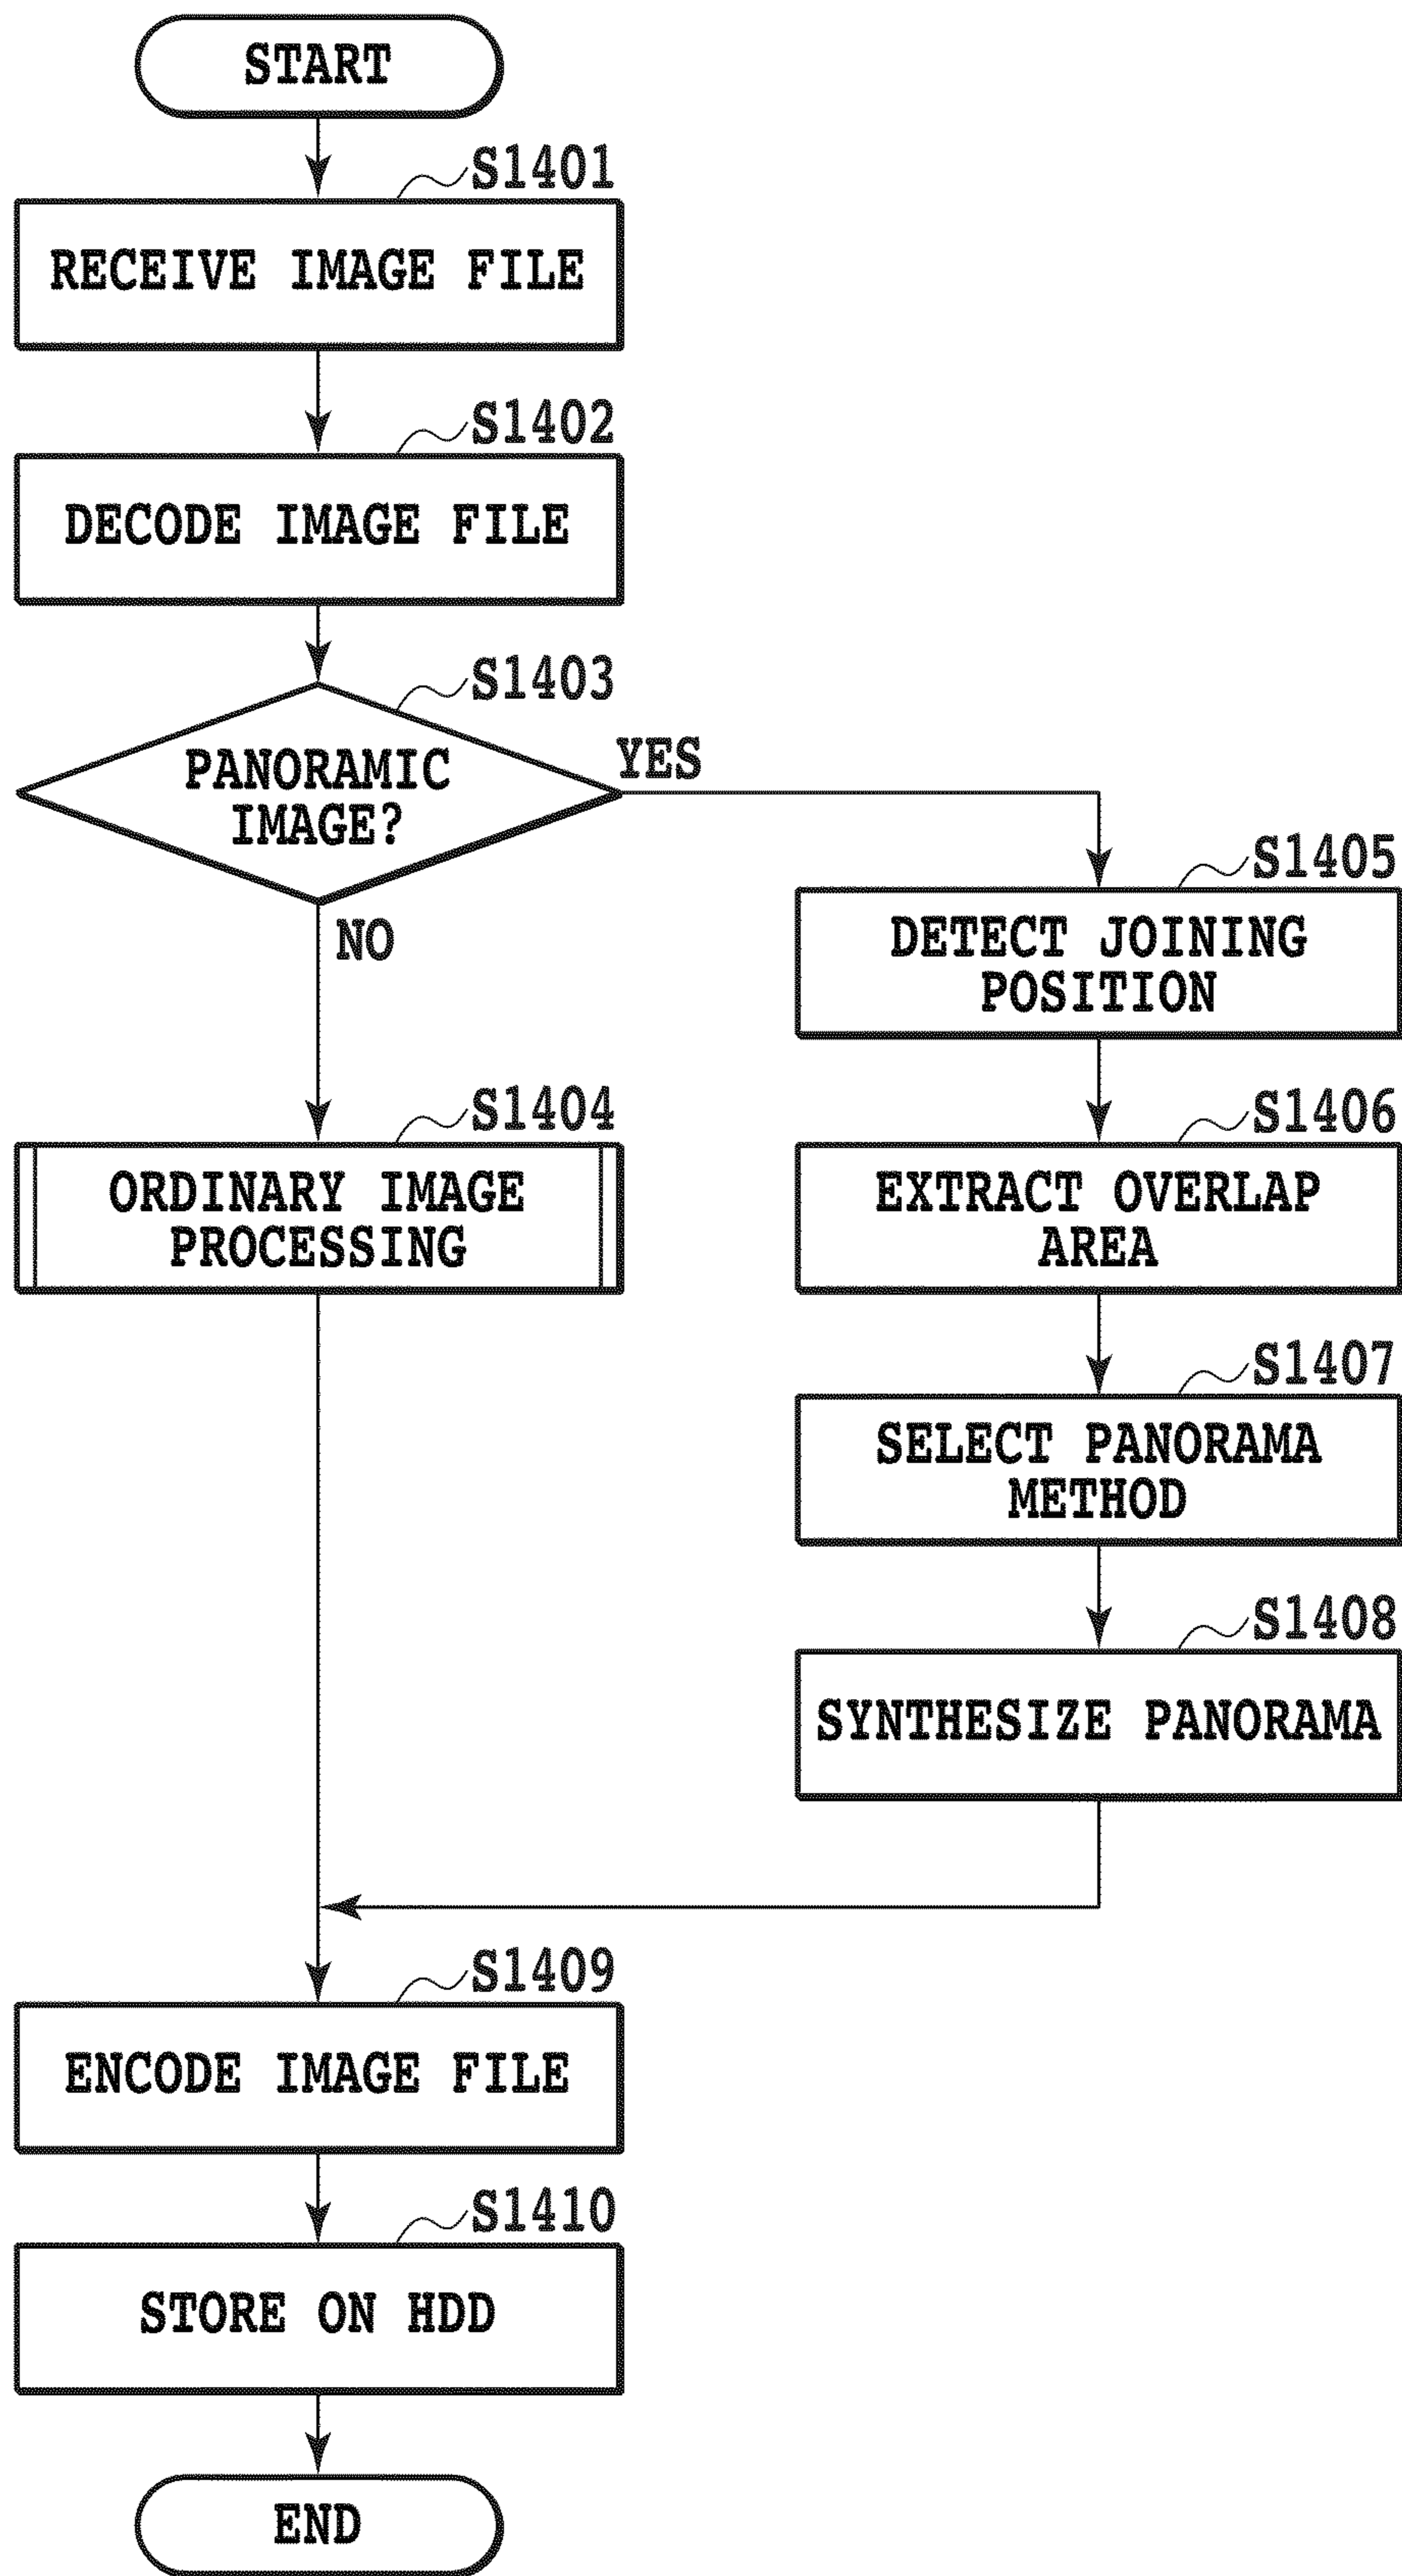 START
S1401
RECEIVE IMAGE FILE
S1402
DECODE IMAGE FILE
S1403
PANORAMIC
IMAGE?
YES
NO
S1404
ORDINARY IMAGE
PROCESSING
S1405
DETECT JOINING
POSITION
S1406
EXTRACT OVERLAP
AREA
S1407
SELECT PANORAMA
METHOD
S1408
SYNTHESIZE PANORAMA
S1409
ENCODE IMAGE FILE
S1410
STORE ON HDD
END